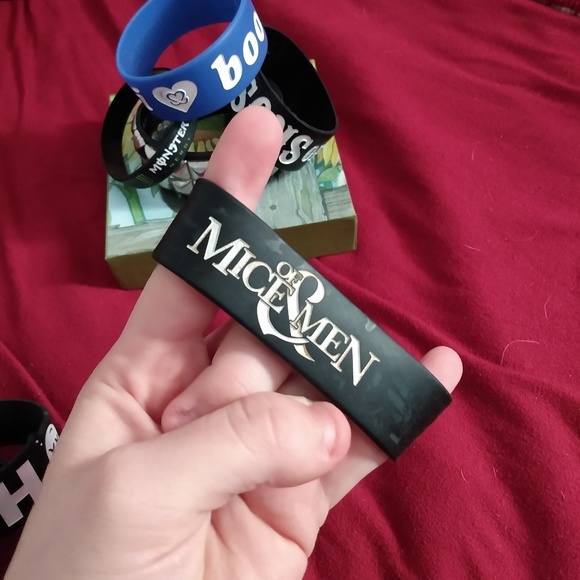 i boo
MONSTER
OF
MICE & MEN
H